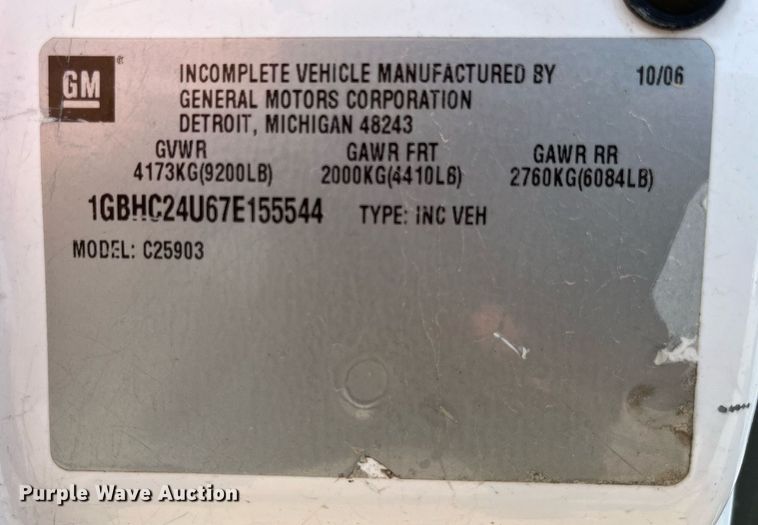 GM ®
INCOMPLETE VEHICLE MANUFACTURED BY 10/06
GENERAL MOTORS CORPORATION
DETROIT, MICHIGAN 48243
GVWR GAWR FRT GAWR RR
4173KG(9200LB) 2000KG(4410LB) 2760KG(6084LB)
1GBHC24U67E155544 TYPE: INC VEH
MODEL: C25903
Purple Wave Auction